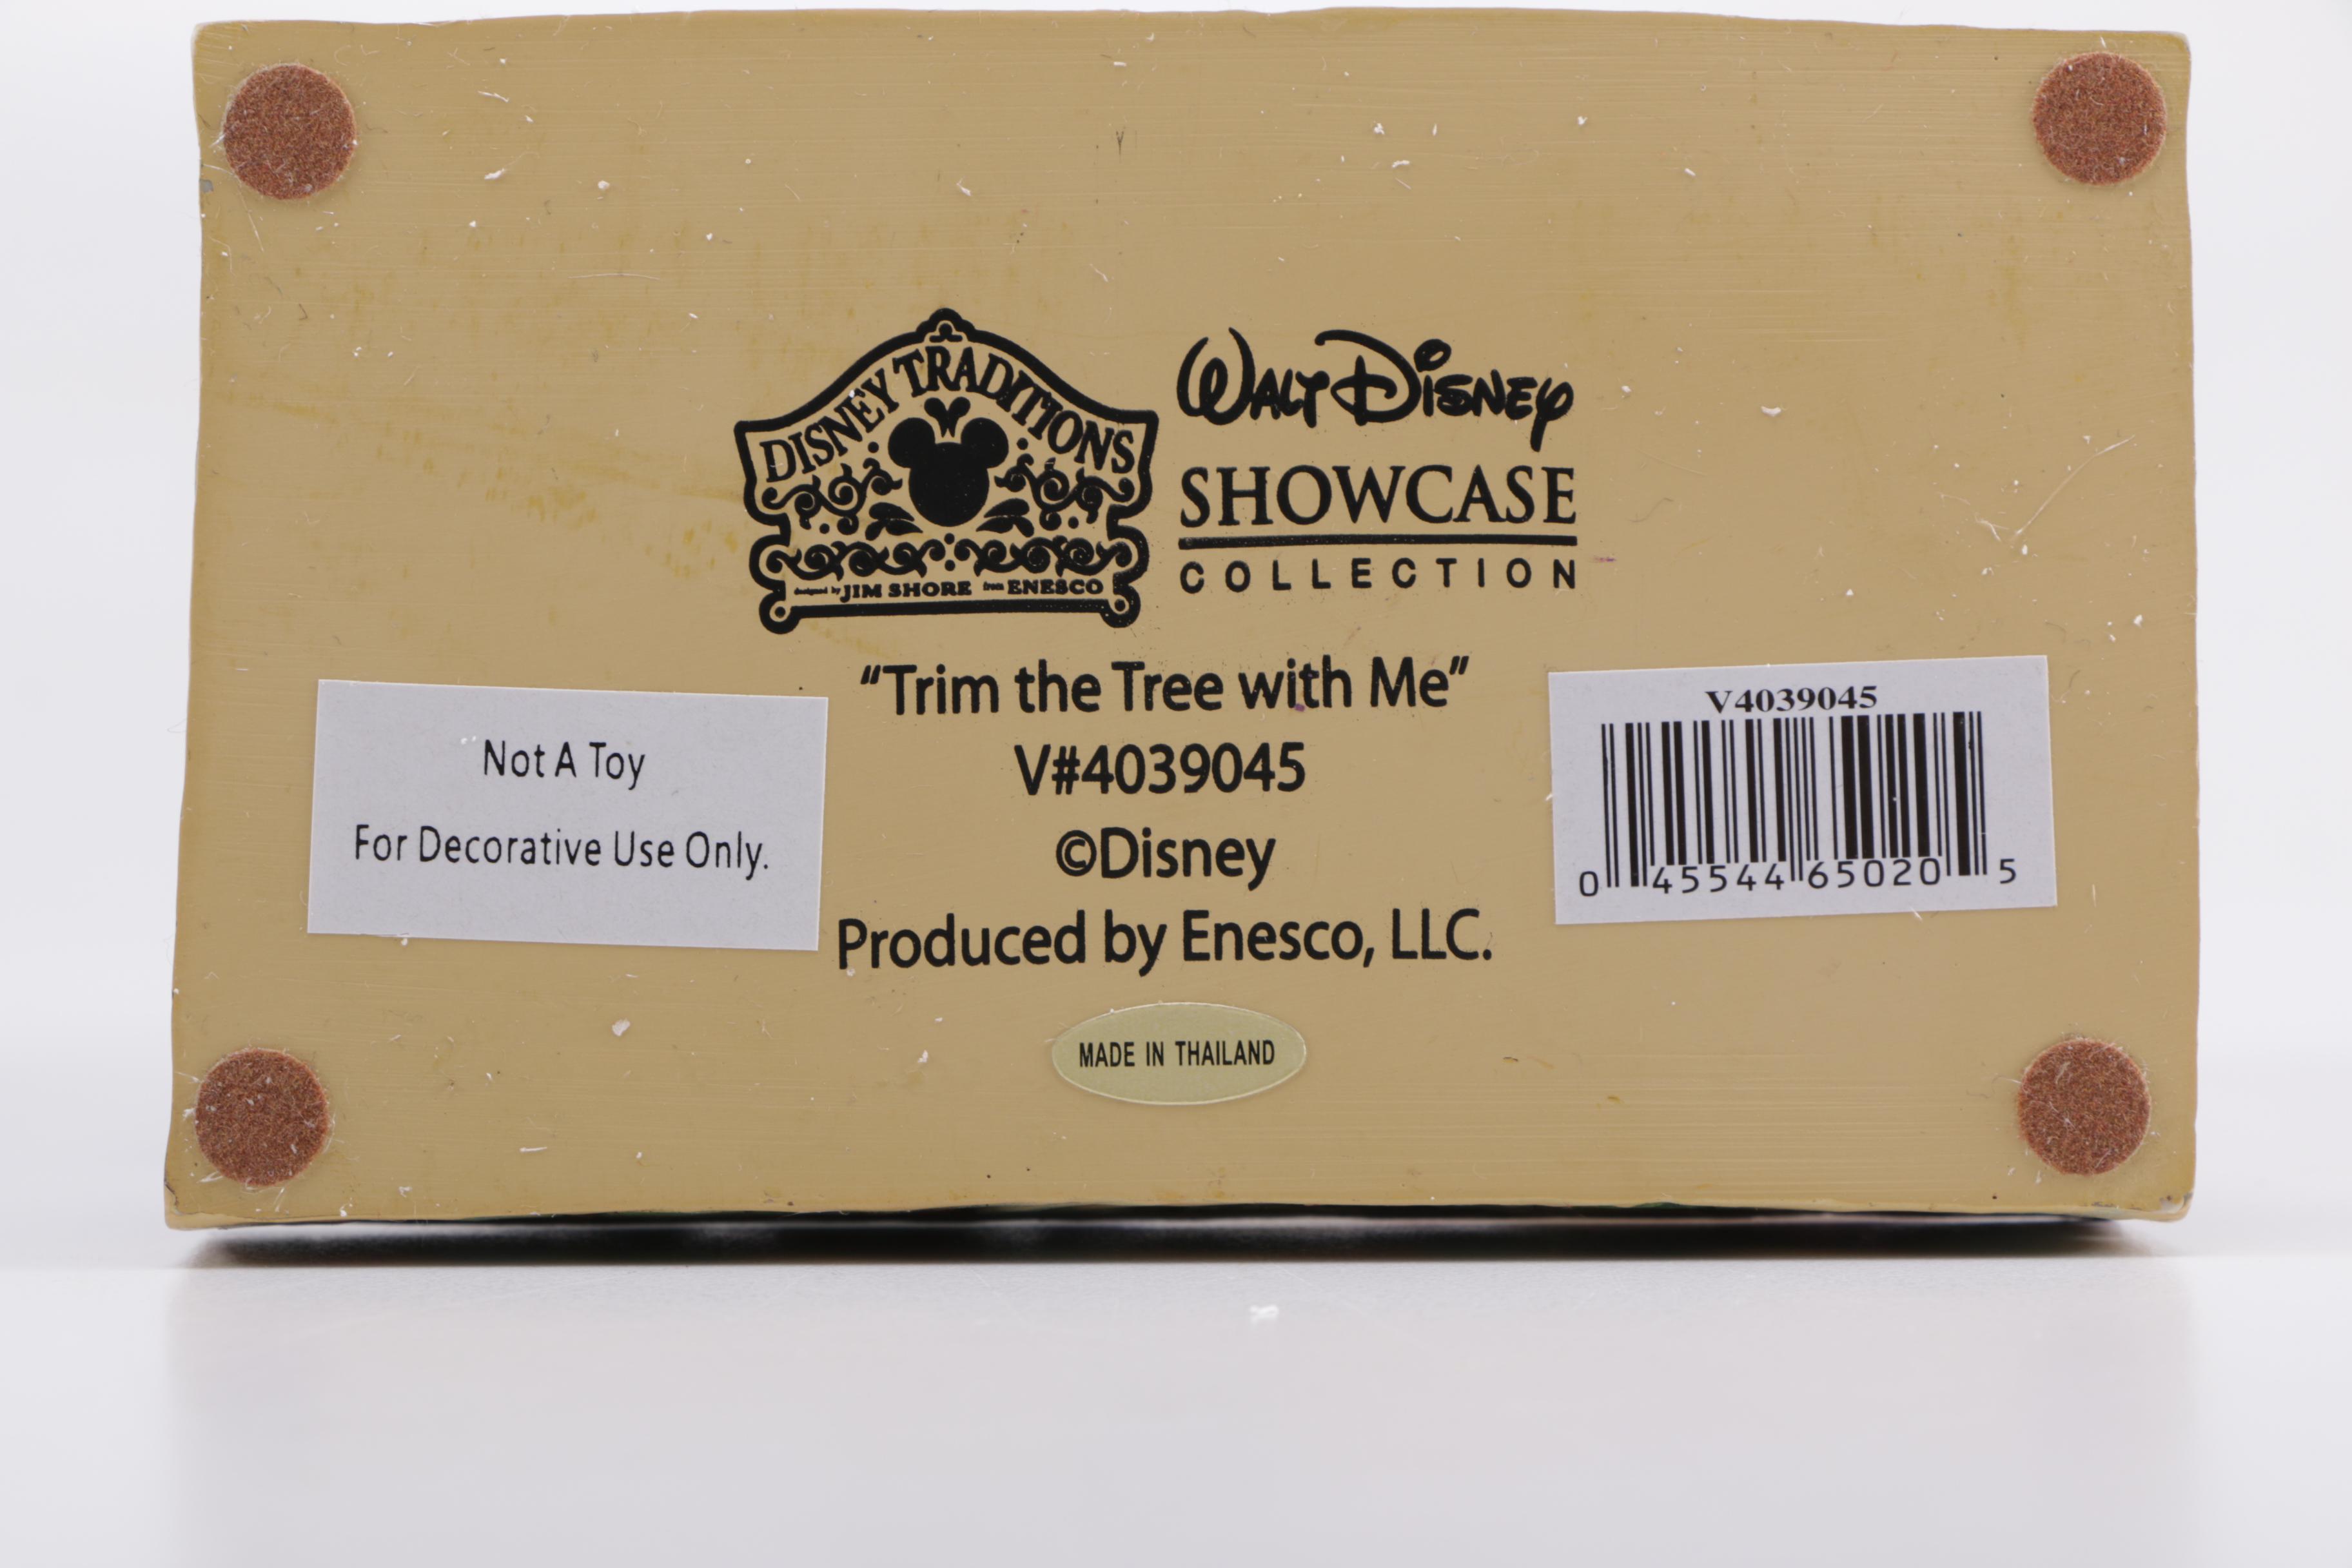 DISNEY TRADITIONS
designed by JIM SHORE from ENESCO
WALT DISNEY
SHOWCASE
COLLECTION
“Trim the Tree with Me”
V#4039045
©Disney
Produced by Enesco, LLC.
MADE IN THAILAND
Not A Toy
For Decorative Use Only.
V4039045
0 45544 65020 5